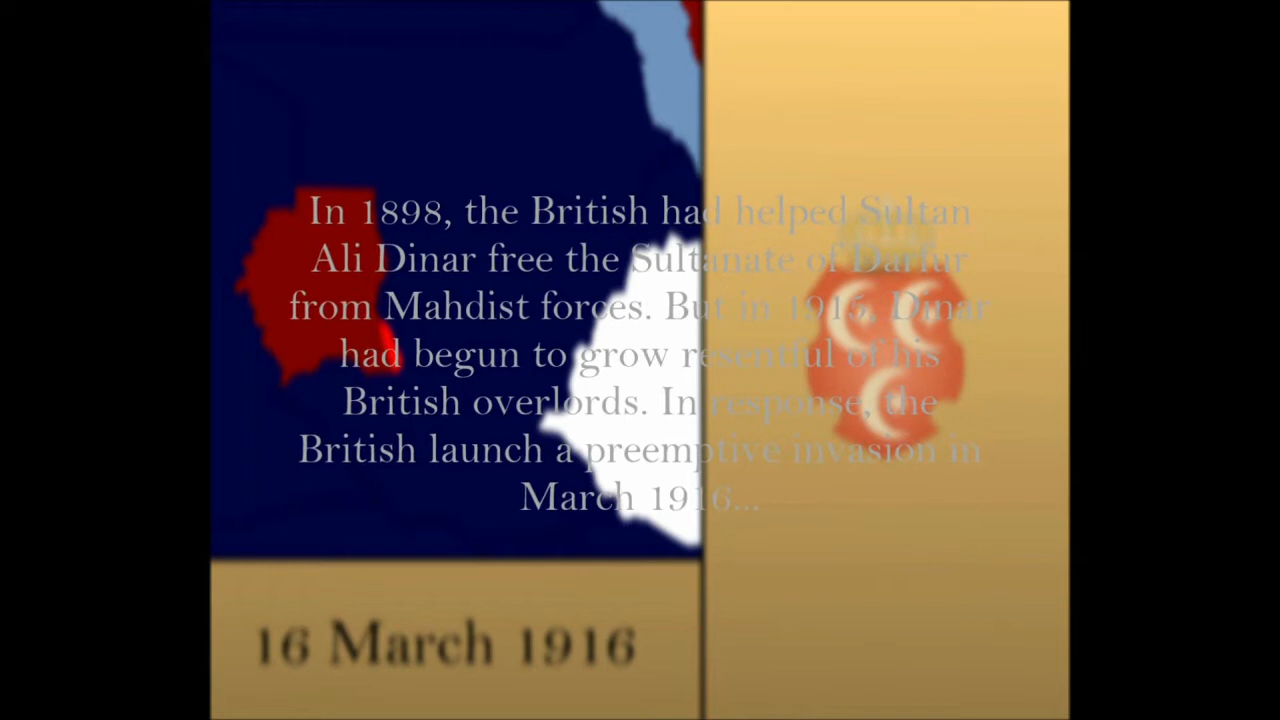 In 1898, the British had helped Sultan
Ali Dinar free the Sultanate of Darfur
from Mahdist forces. But in 1915, Dinar
had begun to grow resentful of his
British overlords. In response, the
British launch a preemptive invasion in
March 1916...
16 March 1916